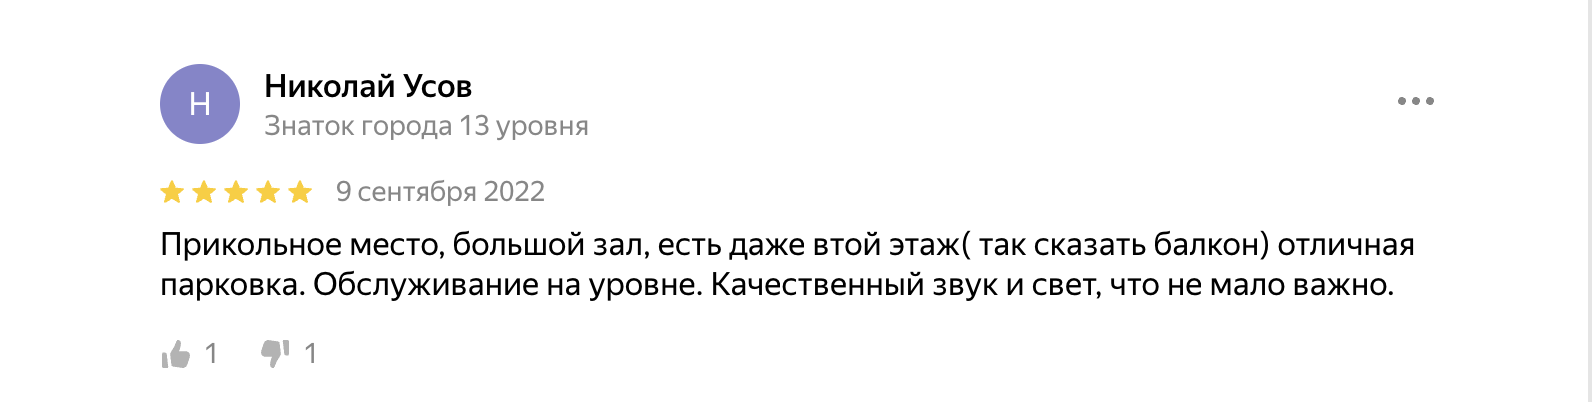 Н
Николай Усов
Знаток города 13 уровня
9 сентября 2022
Прикольное место, большой зал, есть даже втой этаж( так сказать балкон) отличная
парковка. Обслуживание на уровне. Качественный звук и свет, что не мало важно.
1 1